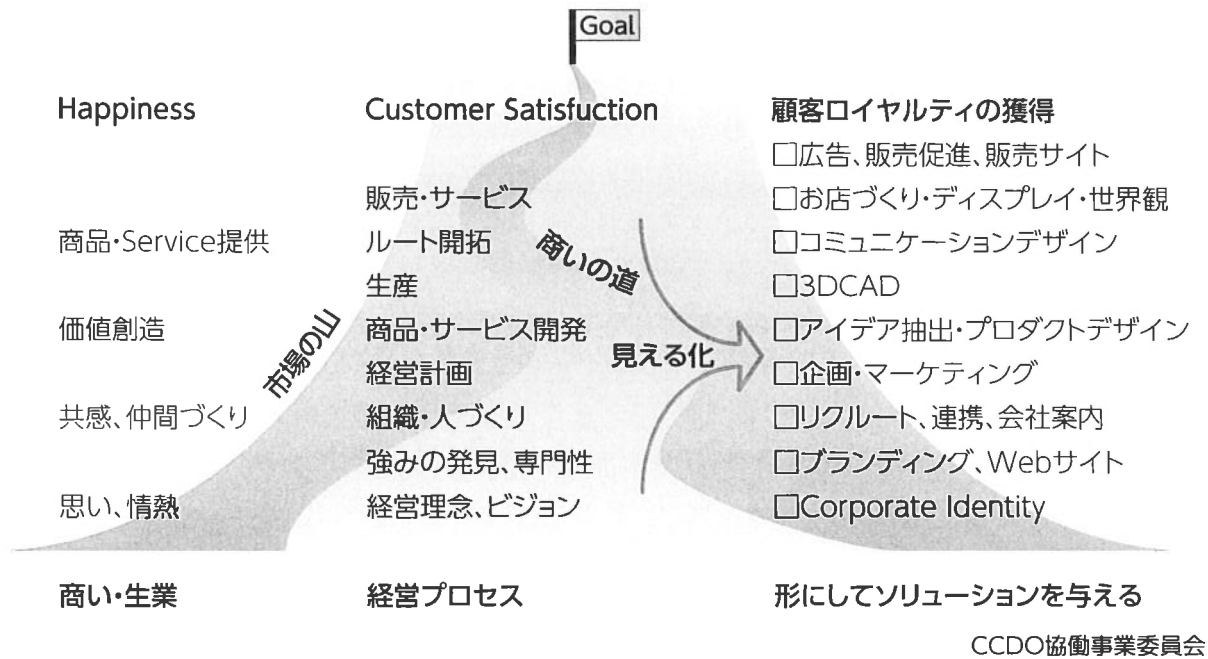 Goal
Happiness
Customer Satisfuction
顧客ロイヤルティの獲得
□広告、販売促進、販売サイト
販売・サービス
□お店づくり・ディスプレイ・世界観
商品・Service提供
ルート開拓
□コミュニケーションデザイン
商いの道
生産
□3DCAD
価値創造
市場の山
商品・サービス開発
□アイデア抽出・プロダクトデザイン
見える化
経営計画
□企画・マーケティング
共感、仲間づくり
組織・人づくり
□リクルート、連携、会社案内
強みの発見、専門性
□ブランディング、Webサイト
思い、情熱
経営理念、ビジョン
□Corporate Identity
商い・生業
経営プロセス
形にしてソリューションを与える
CCDO協働事業委員会